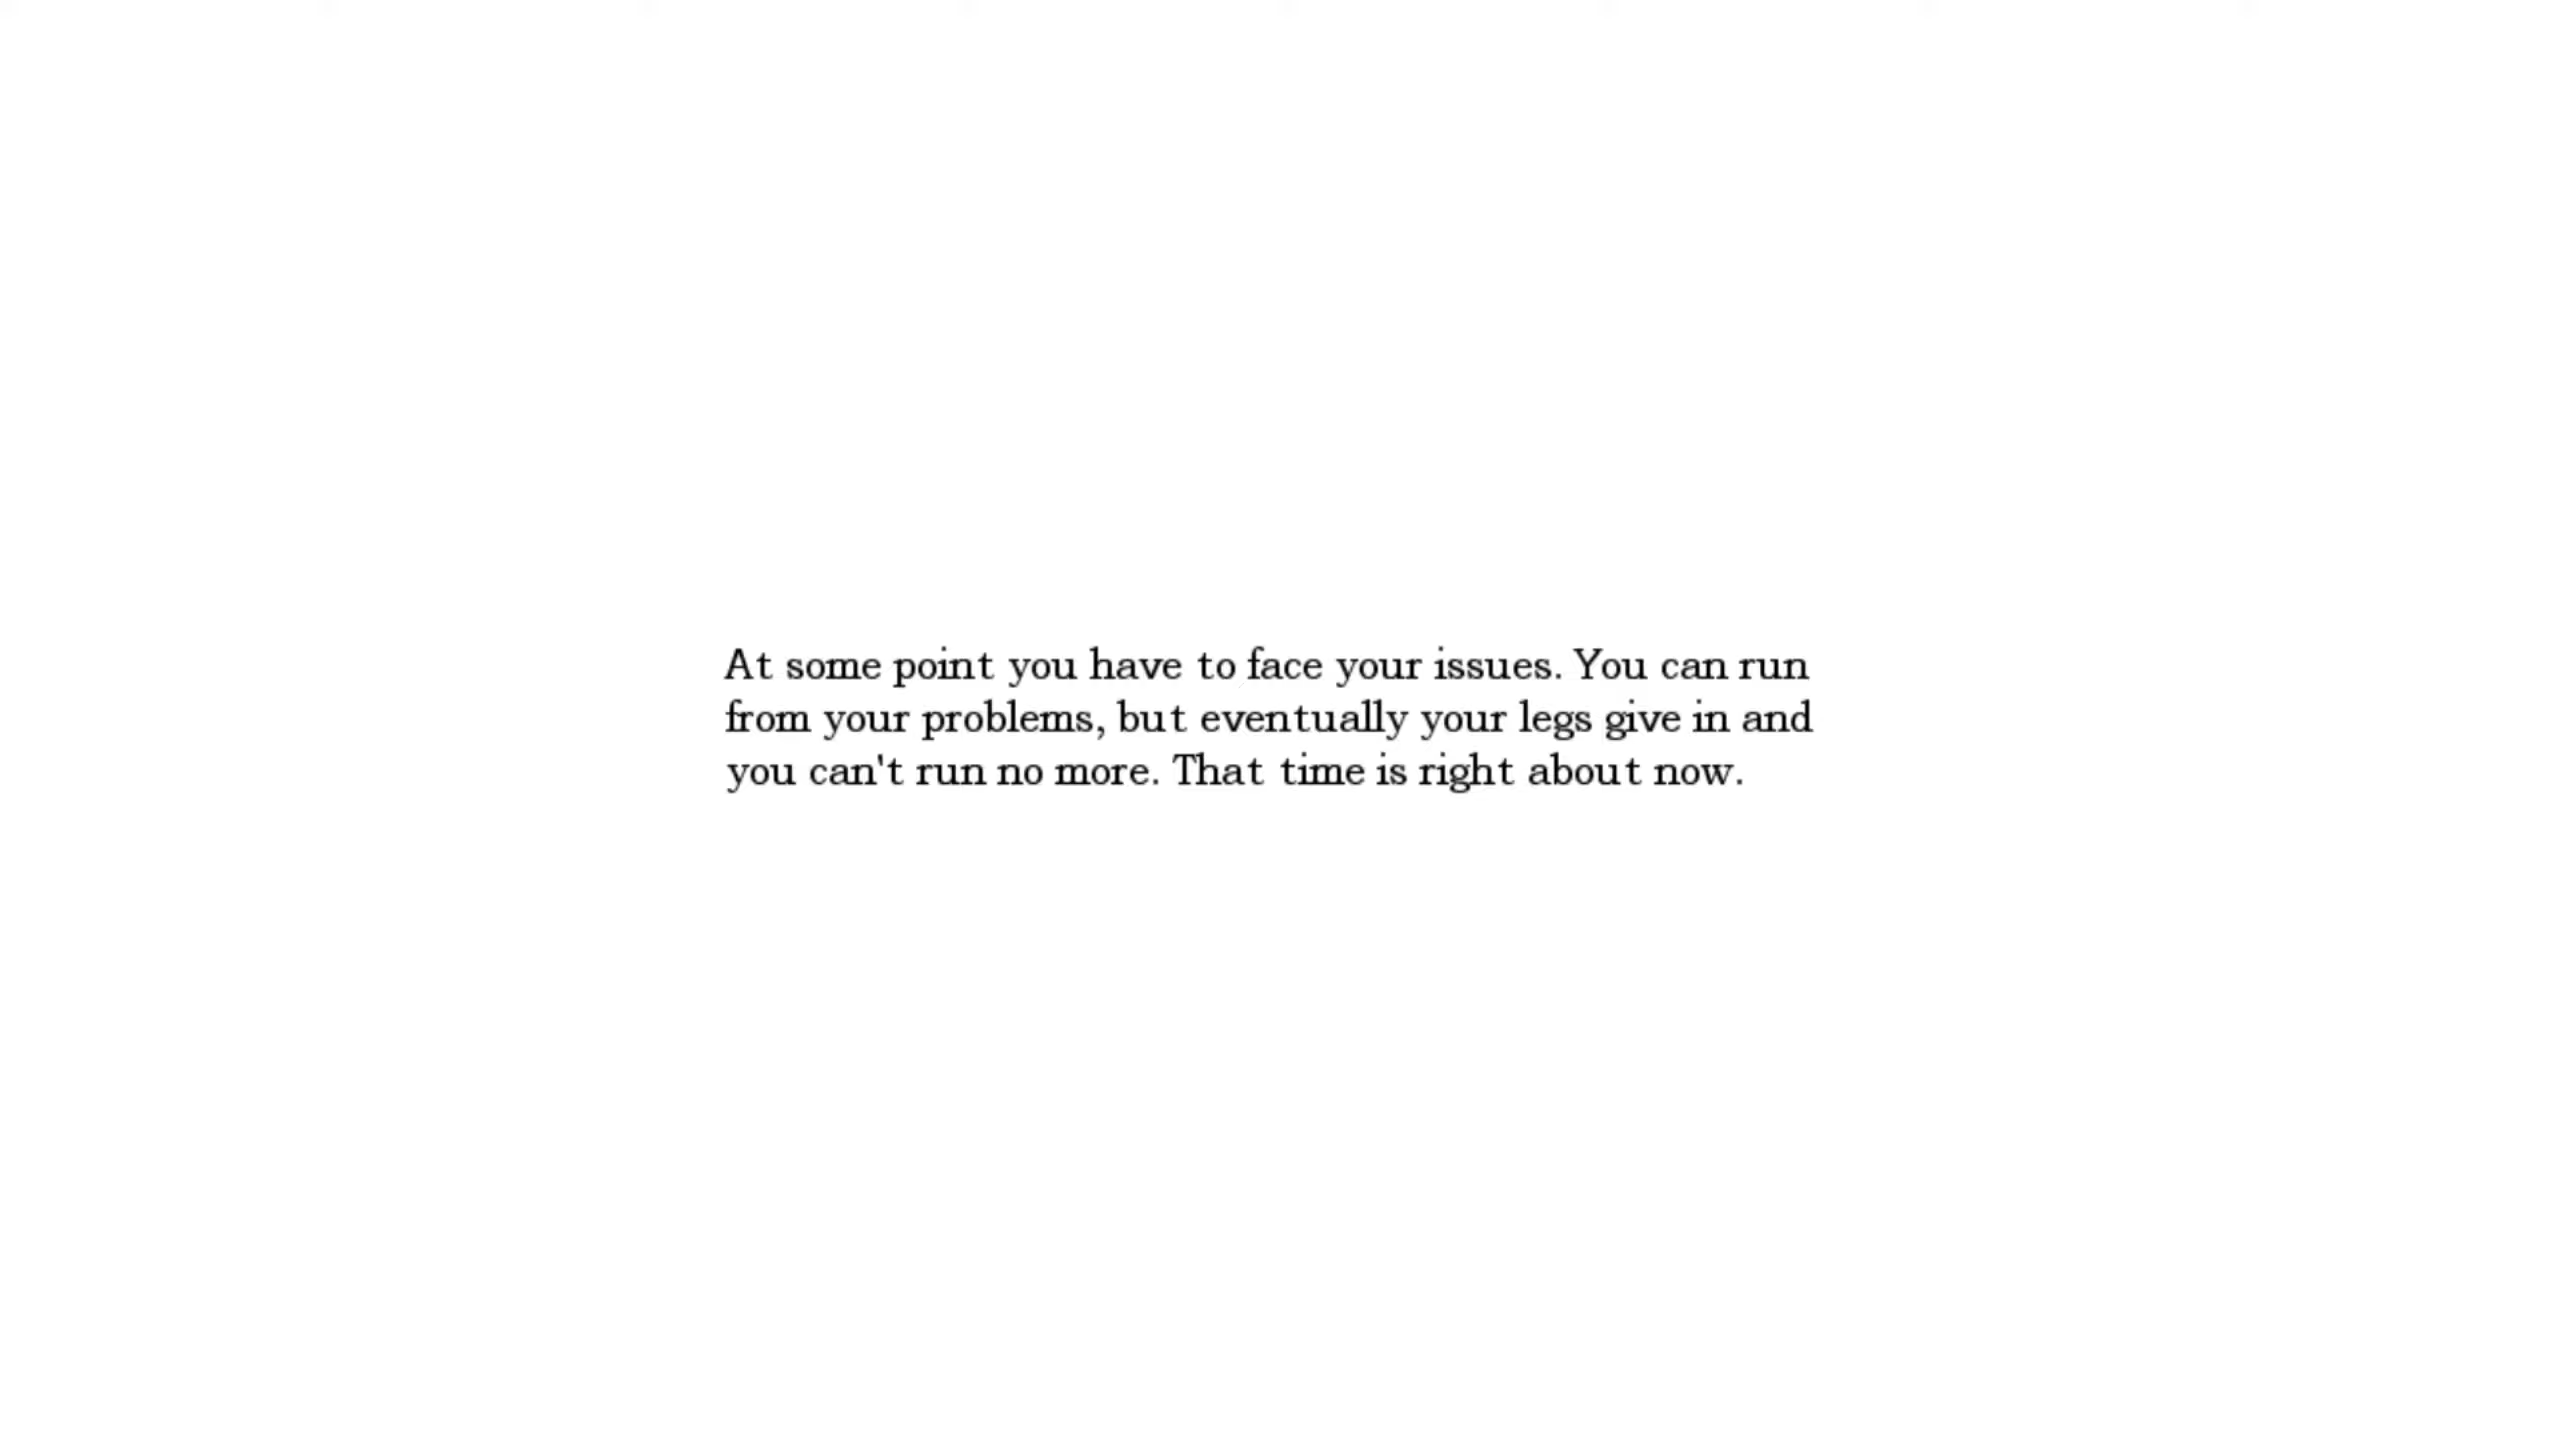 At some point you have to face your issues. You can run
from your problems, but eventually your legs give in and
you can't run no more. That time is right about now.